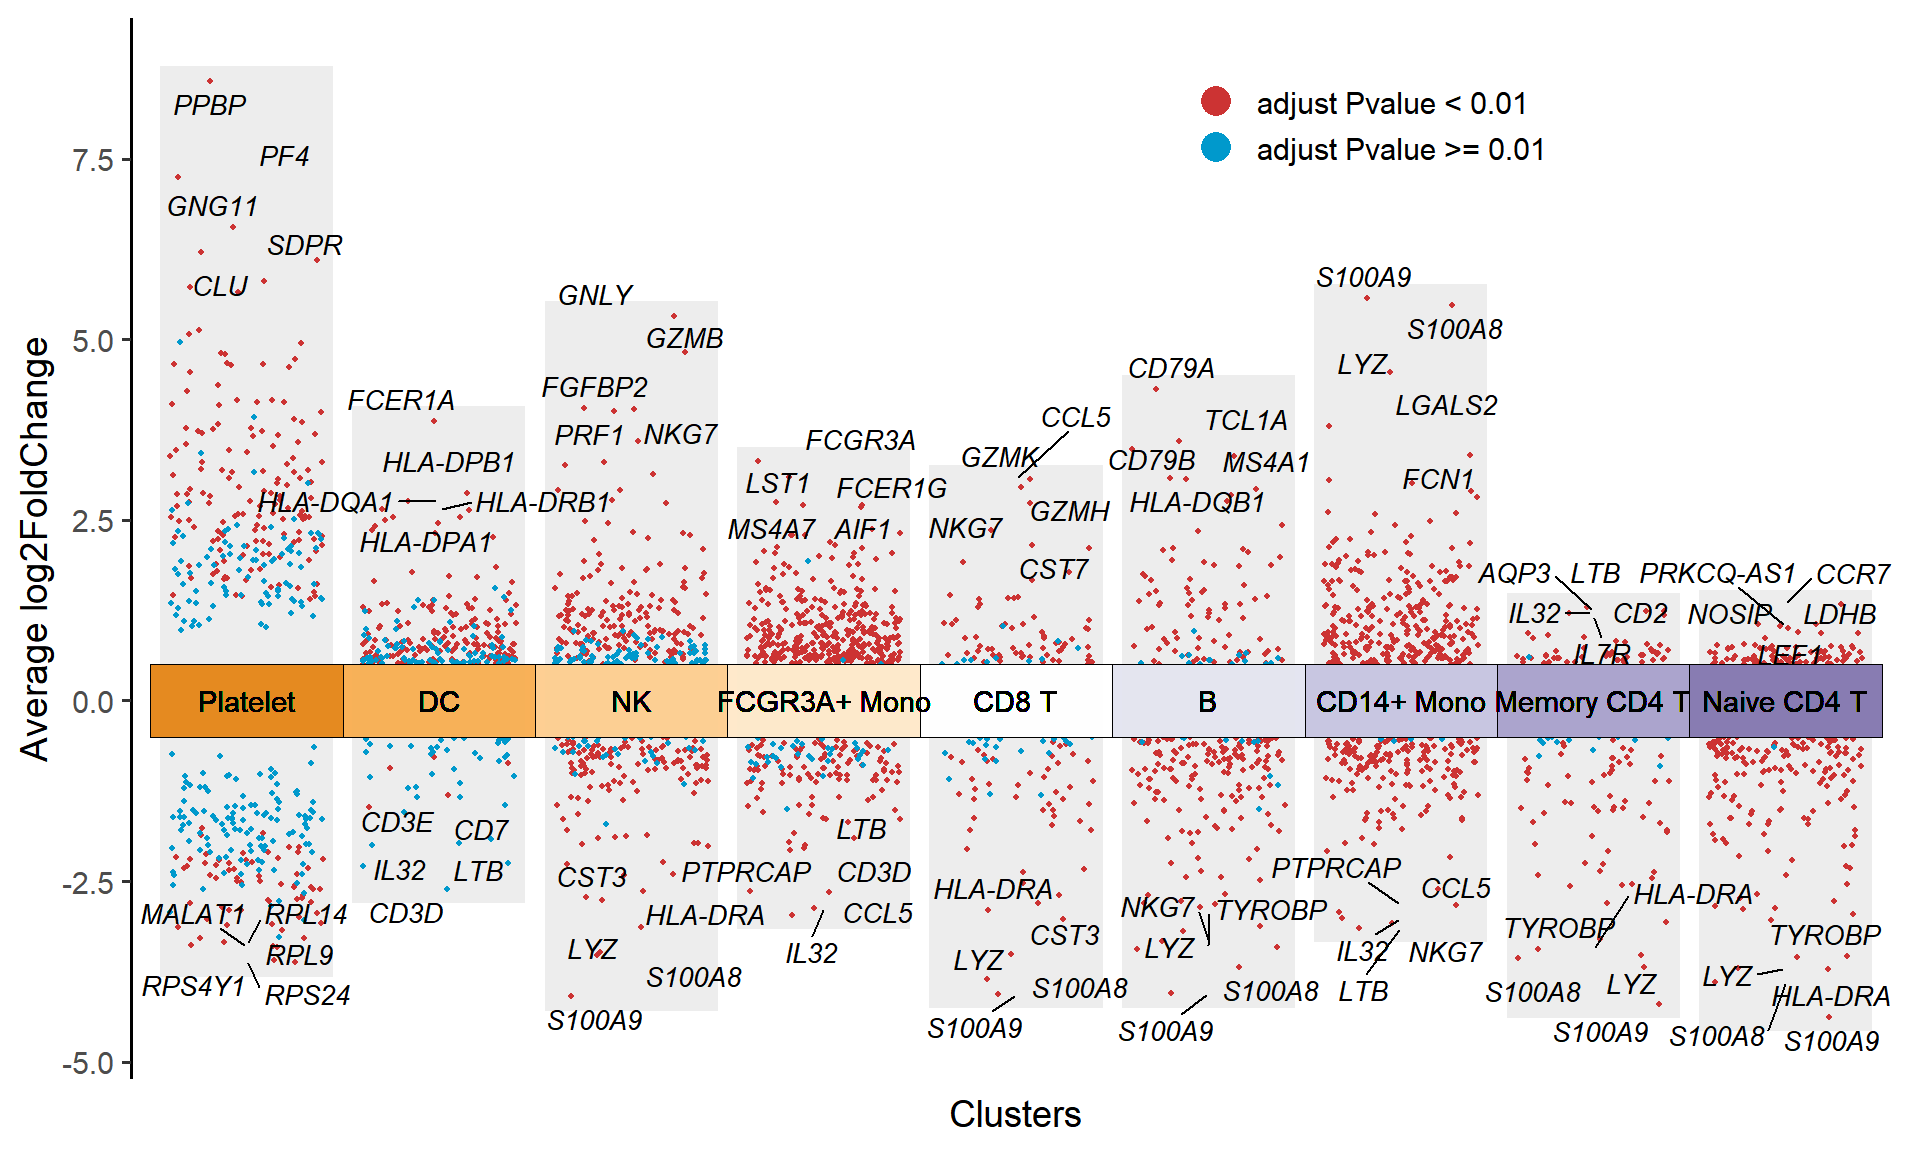 adjust Pvalue < 0.01
adjust Pvalue >= 0.01
Average log2FoldChange
7.5
5.0
2.5
0.0
-2.5
-5.0
PPBP
PF4
GNG11
SDPR
CLU
FCER1A
HLA-DPB1
HLA-DQA1
HLA-DRB1
HLA-DPA1
GNLY
GZMB
FGFBP2
PRF1
NKG7
FCGR3A
LST1
FCER1G
MS4A7
AIF1
CCL5
GZMK
GZMH
NKG7
CST7
CD79A
TCL1A
CD79B
MS4A1
HLA-DQB1
S100A9
S100A8
LYZ
LGALS2
FCN1
AQP3
LTB
IL32
CD2
IL7R
PRKCQ-AS1
CCR7
NOSIP
LDHB
LEF1
Platelet
DC
NK
FCGR3A+ Mono
CD8 T
B
CD14+ Mono
Memory CD4 T
Naive CD4 T
MALAT1
RPL14
RPL9
RPS4Y1
RPS24
CD3E
CD7
IL32
LTB
CD3D
CST3
HLA-DRA
LYZ
S100A8
S100A9
LTB
PTPRCAP
CD3D
CCL5
IL32
HLA-DRA
CST3
LYZ
S100A8
S100A9
NKG7
TYROBP
LYZ
S100A8
S100A9
PTPRCAP
CCL5
IL32
NKG7
LTB
HLA-DRA
TYROBP
LYZ
S100A8
S100A9
TYROBP
LYZ
HLA-DRA
S100A8
S100A9
Clusters